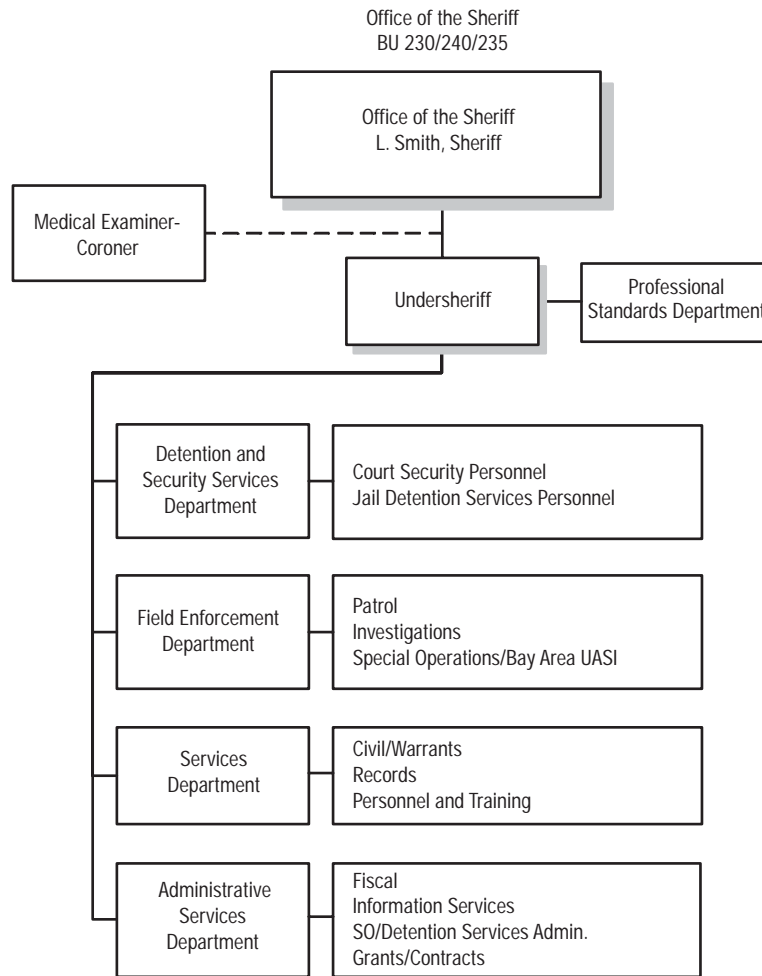 Office of the Sheriff
BU 230/240/235
Office of the Sheriff
L. Smith, Sheriff
Medical Examiner-
Coroner
Undersheriff
Professional
Standards Department
Detention and
Security Services
Department
Court Security Personnel
Jail Detention Services Personnel
Field Enforcement
Department
Patrol
Investigations
Special Operations/Bay Area UASI
Services
Department
Civil/Warrants
Records
Personnel and Training
Administrative
Services
Department
Fiscal
Information Services
SO/Detention Services Admin.
Grants/Contracts